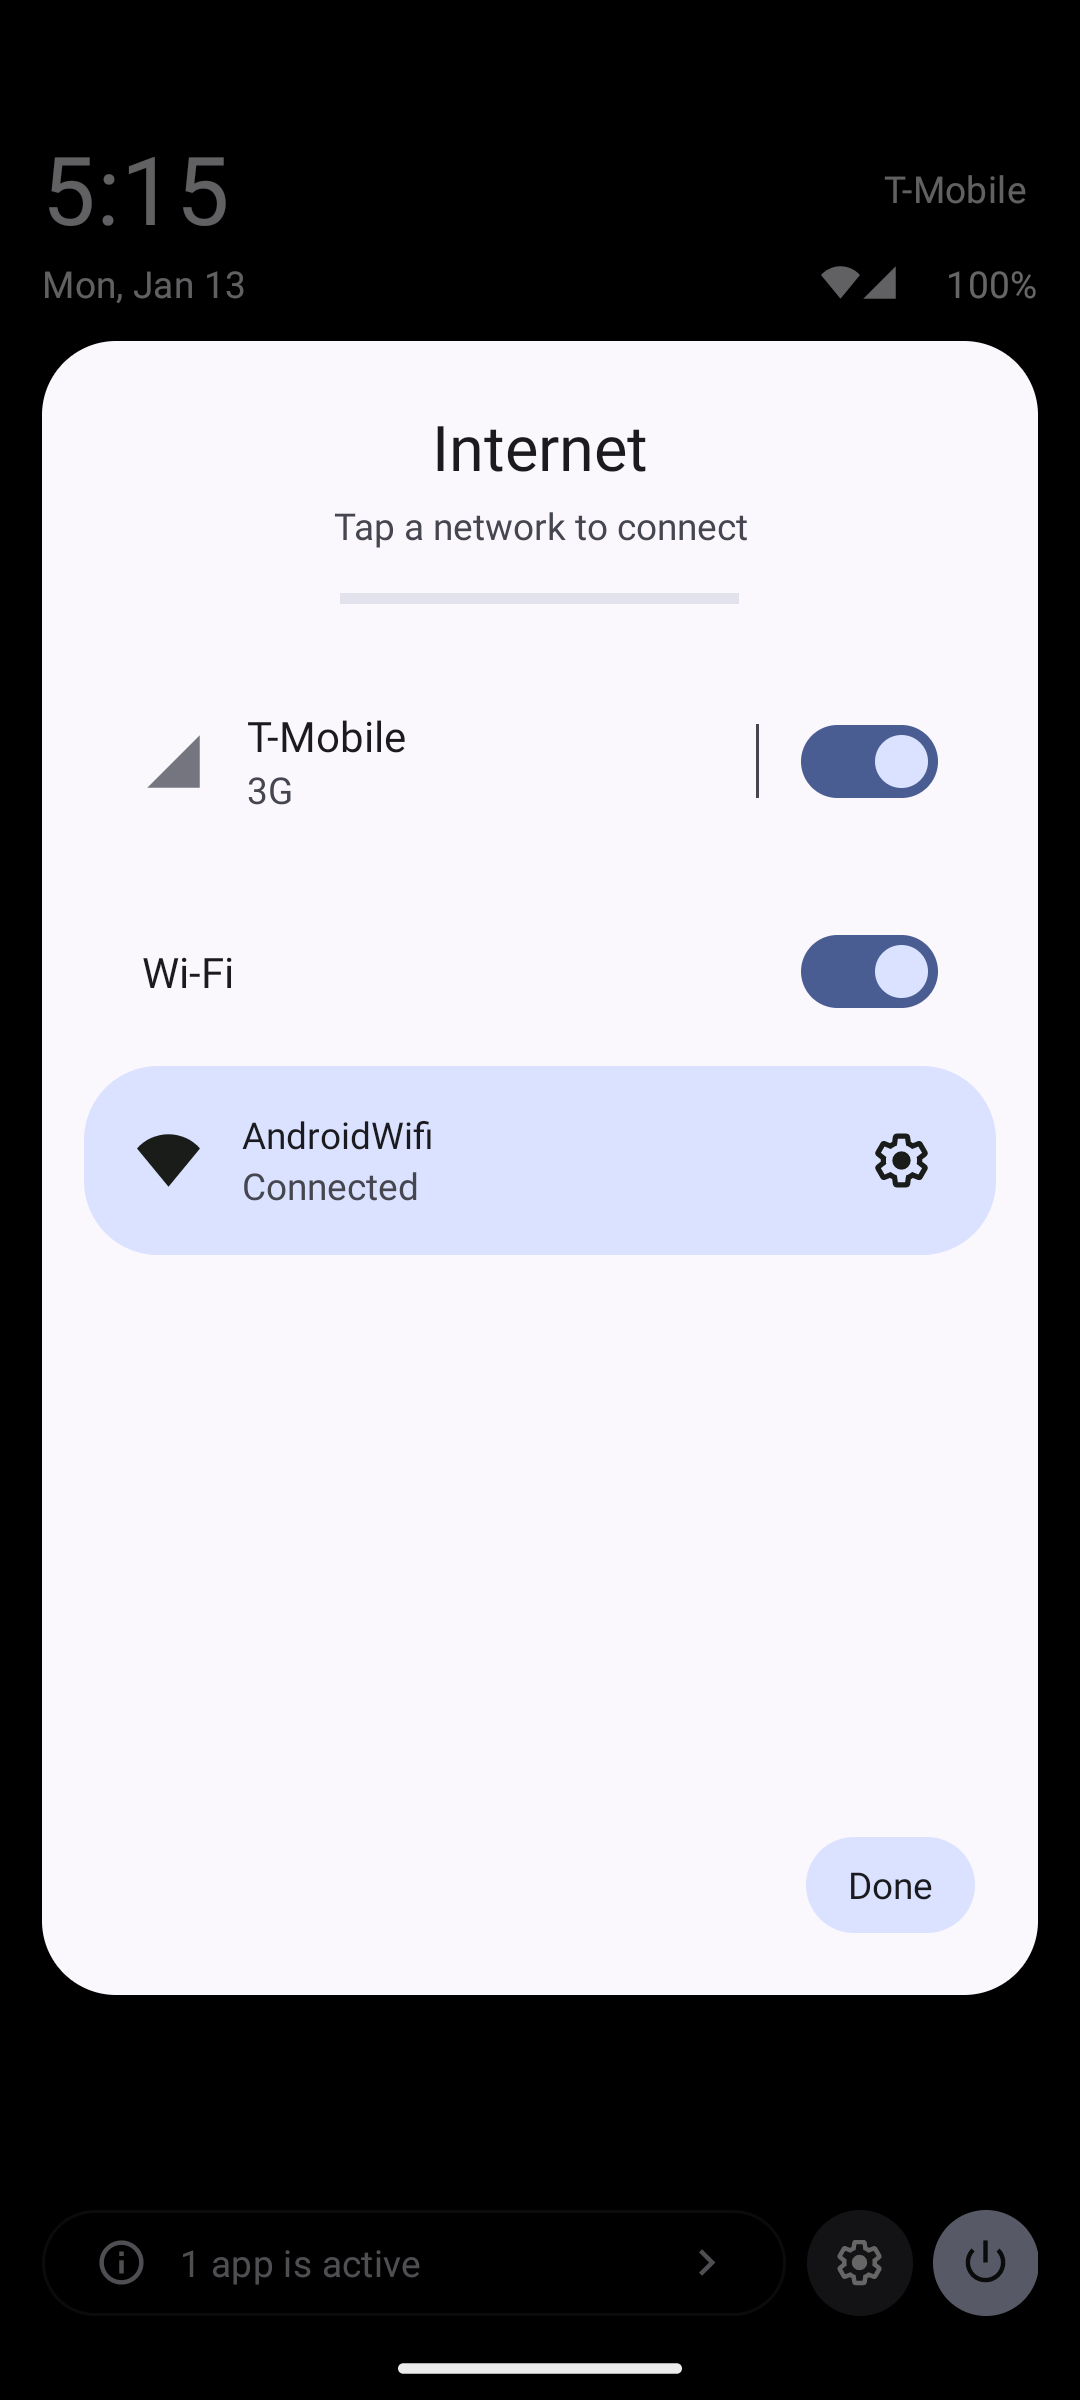 5:15
T-Mobile
Mon, Jan 13
100%
Internet
Tap a network to connect
T-Mobile
3G
Wi-Fi
AndroidWifi
Connected
Done
1 app is active